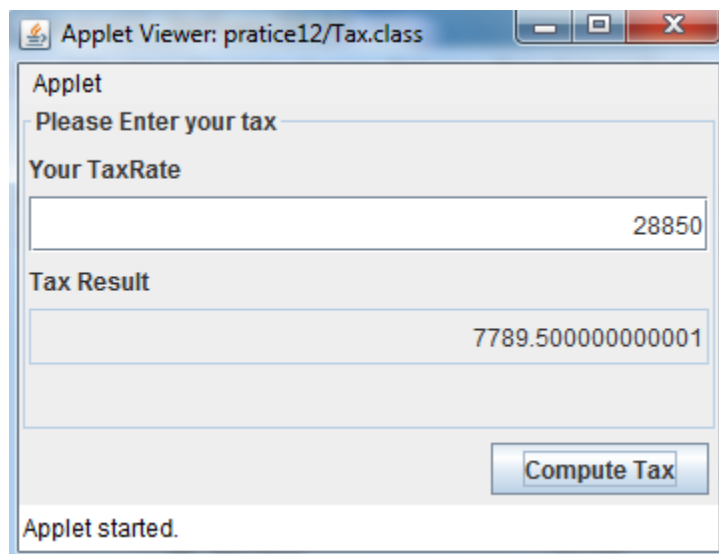 Applet Viewer: pratice12/Tax.class
Applet
Please Enter your tax
Your TaxRate
28850
Tax Result
7789.500000000001
Compute Tax
Applet started.